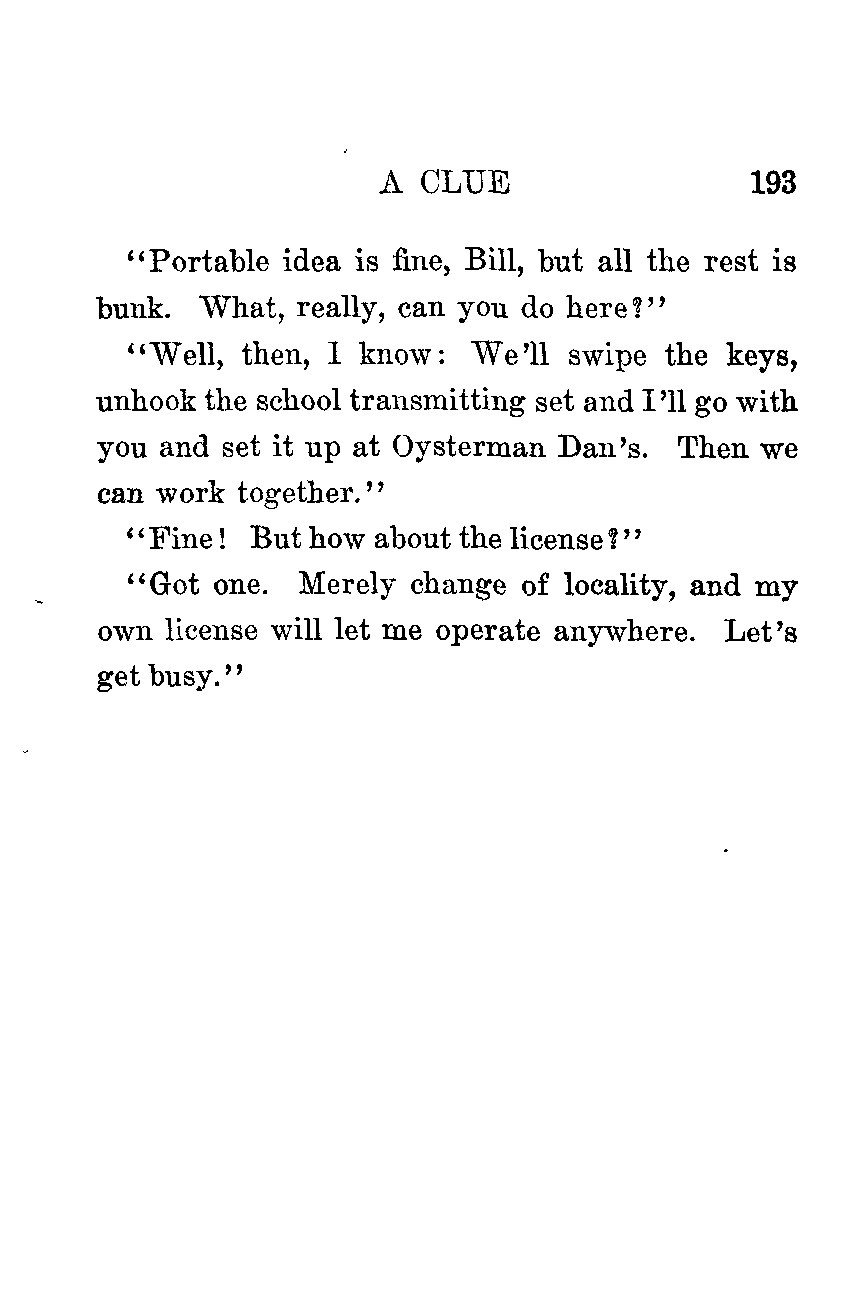 A CLUE 193
"Portable idea is fine, Bill, but all the rest is
bunk. What, really, can you do here?"
"Well, then, I know: We'll swipe the keys,
unhook the school transmitting set and I'll go with
you and set it up at Oysterman Dan's. Then we
can work together."
"Fine! But how about the license?"
"Got one. Merely change of locality, and my
own license will let me operate anywhere. Let's
get busy."